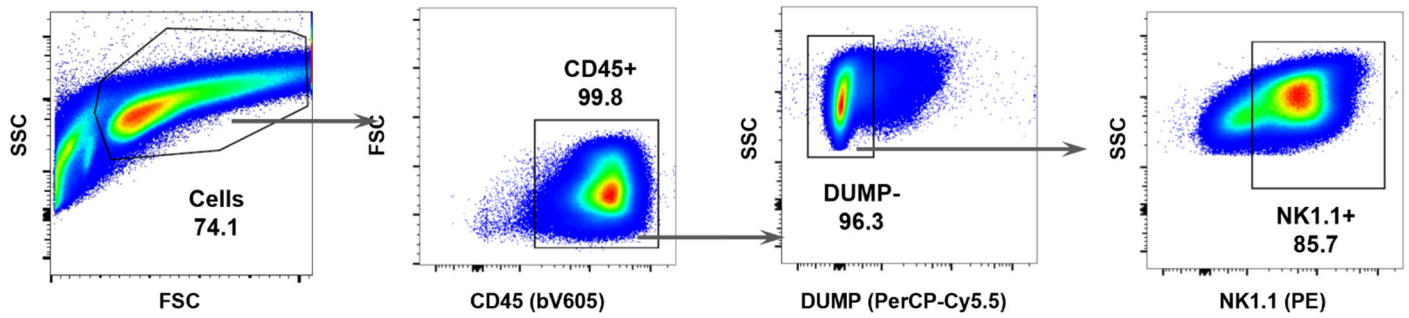 SSC
Cells
74.1
FSC
FSC
CD45+
99.8
CD45 (bV605)
SSC
DUMP-
96.3
DUMP (PerCP-Cy5.5)
SSC
NK1.1+
85.7
NK1.1 (PE)